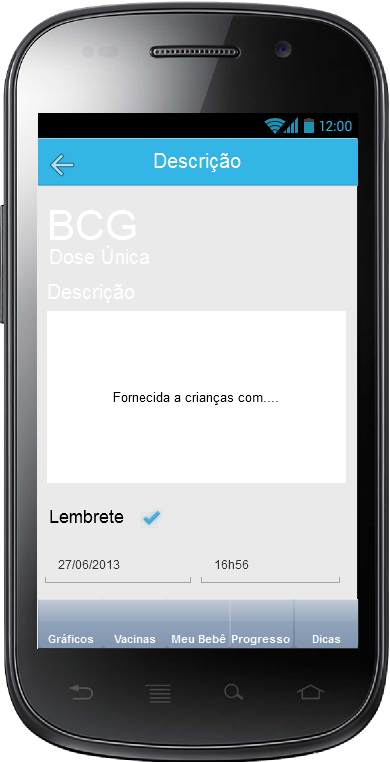 12:00
Descrição
BCG
Dose Única
Descrição
Fornecida a crianças com....
Lembrete
27/06/2013 16h56
Gráficos Vacinas Meu Bebê Progresso Dicas